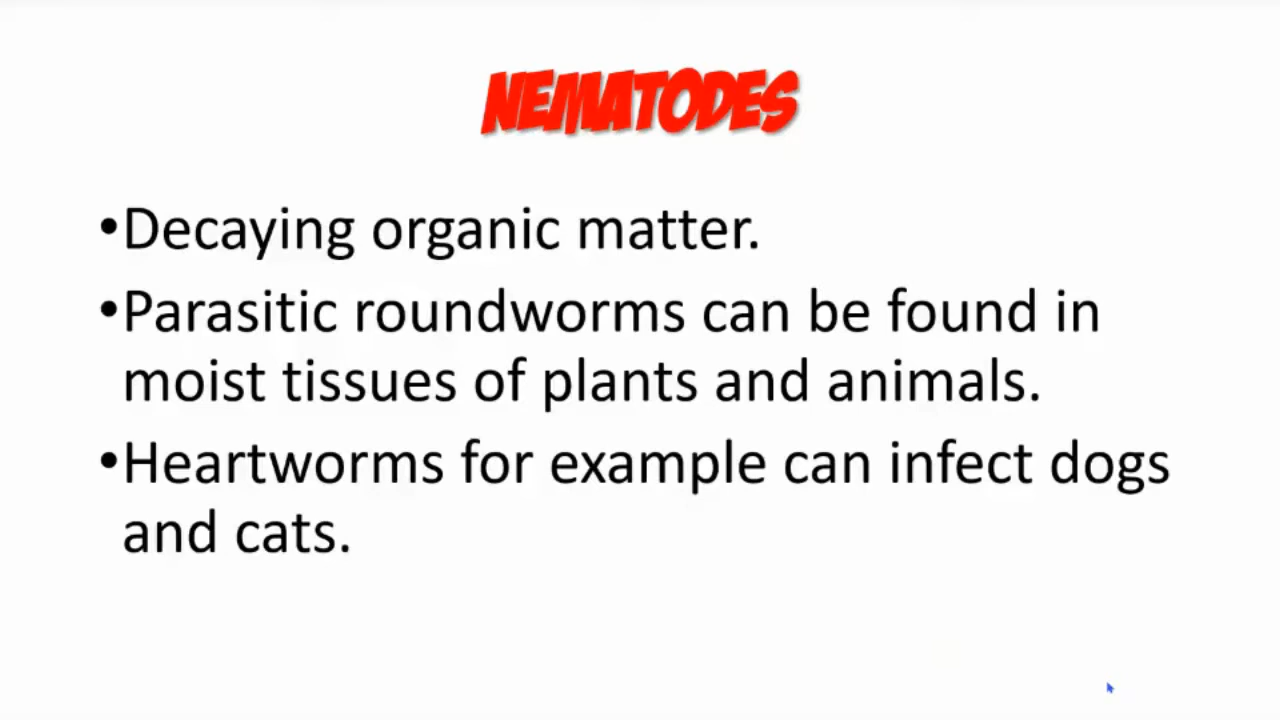 NEMATODES
•Decaying organic matter.
•Parasitic roundworms can be found in
moist tissues of plants and animals.
•Heartworms for example can infect dogs
and cats.